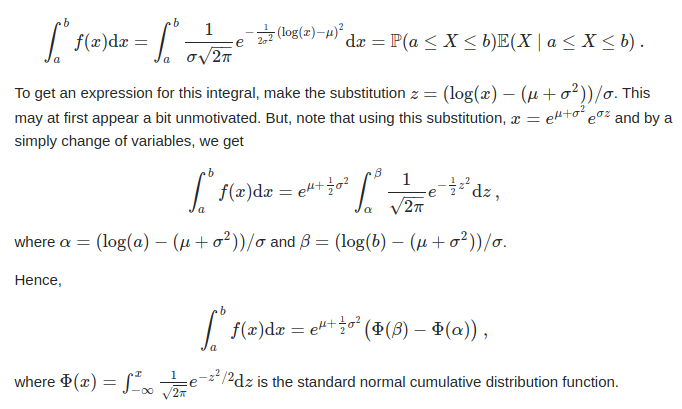 $$\int_a^b f(x)\mathrm{d}x = \int_a^b \frac{1}{\sigma\sqrt{2\pi}} e^{-\frac{1}{2\sigma^2}(\log(x)-\mu)^2} \mathrm{d}x = \mathbb{P}(a \le X \le b)\mathbb{E}(X \mid a \le X \le b)\,.$$
To get an expression for this integral, make the substitution $z = (\log(x) - (\mu + \sigma^2))/\sigma$. This
may at first appear a bit unmotivated. But, note that using this substitution, $x = e^{\mu+\sigma^2} e^{\sigma z}$ and by a
simply change of variables, we get
$$\int_a^b f(x)\mathrm{d}x = e^{\mu+\frac{1}{2}\sigma^2} \int_\alpha^\beta \frac{1}{\sqrt{2\pi}} e^{-\frac{1}{2}z^2} \mathrm{d}z\,,$$
where $\alpha = (\log(a) - (\mu + \sigma^2))/\sigma$ and $\beta = (\log(b) - (\mu + \sigma^2))/\sigma$.
Hence,
$$\int_a^b f(x)\mathrm{d}x = e^{\mu+\frac{1}{2}\sigma^2} (\Phi(\beta) - \Phi(\alpha))\,,$$
where $\Phi(x) = \int_{-\infty}^x \frac{1}{\sqrt{2\pi}} e^{-z^2/2} \mathrm{d}z$ is the standard normal cumulative distribution function.